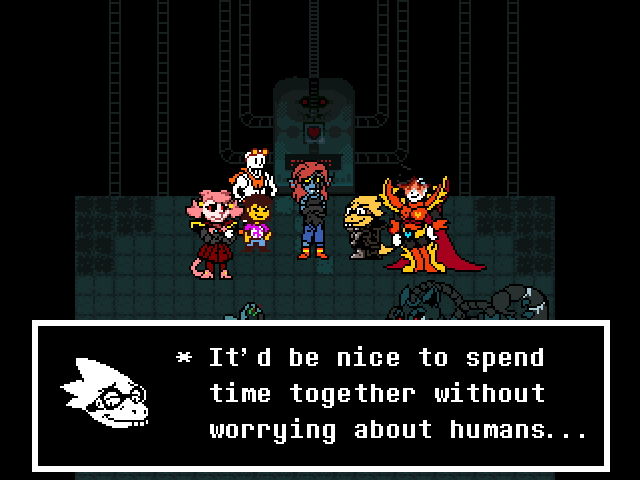 * It'd be nice to spend
time together without
worrying about humans...